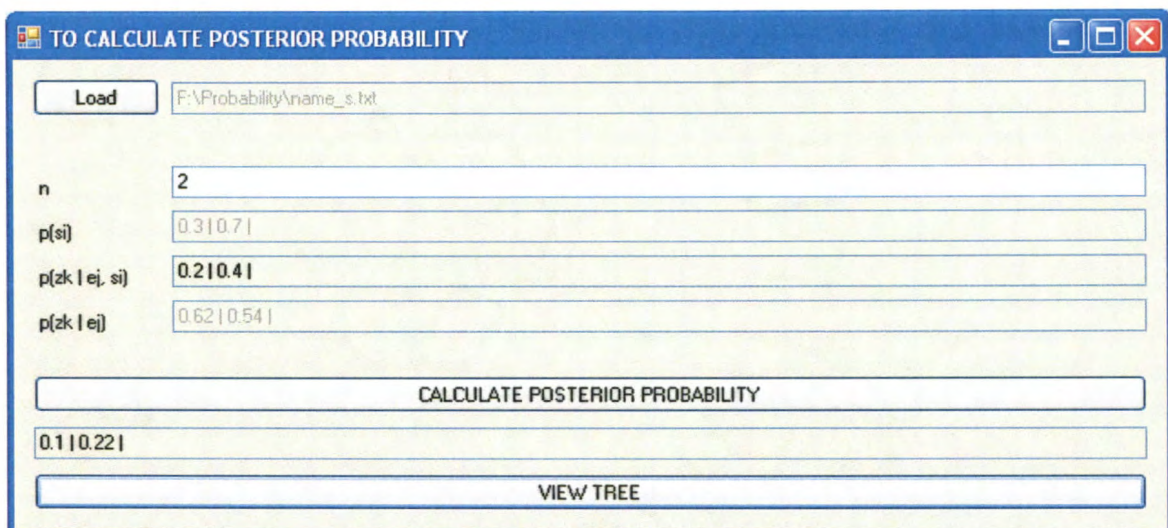 TO CALCULATE POSTERIOR PROBABILITY
Load F:\Probability\name_s.txt
n 2
p(si) 0.3 | 0.7 |
p(zk | ej, si) 0.2 | 0.4 |
p(zk | ej) 0.62 | 0.54 |
CALCULATE POSTERIOR PROBABILITY
0.1 | 0.22 |
VIEW TREE